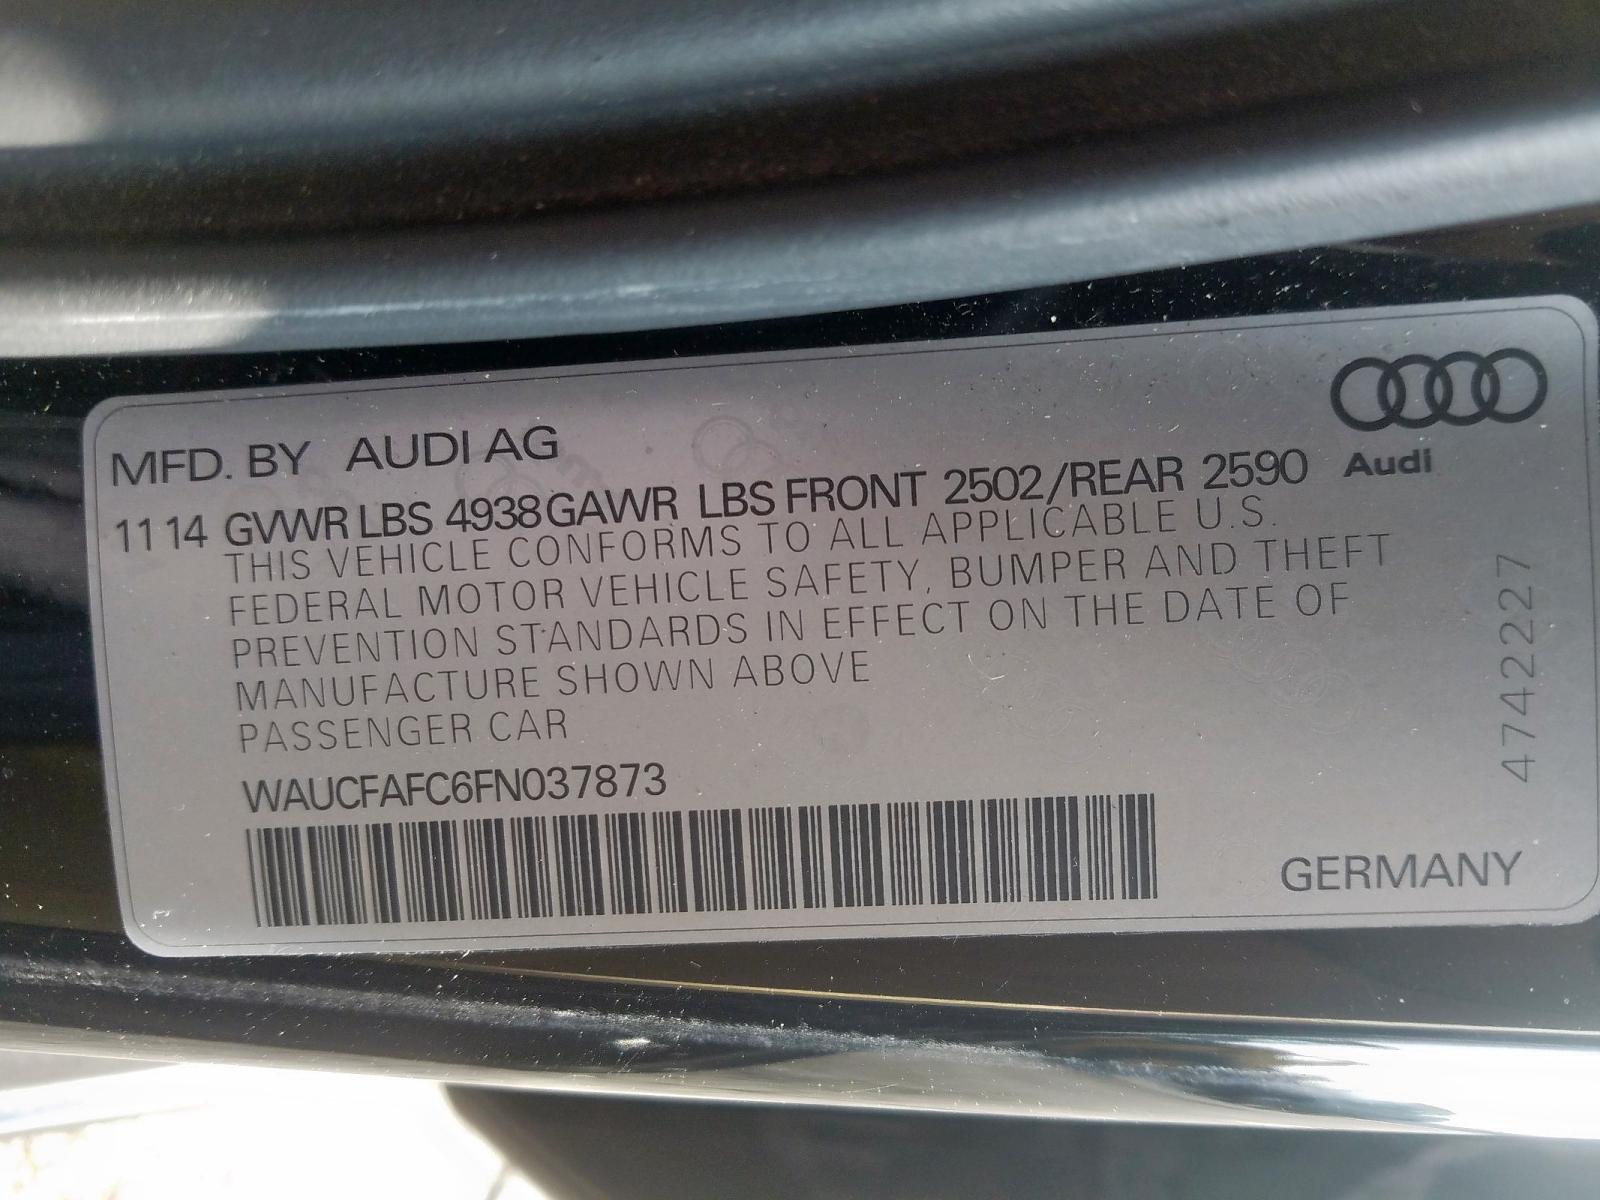 MFD. BY AUDI AG
11 14 GVWR LBS 4938 GAWR LBS FRONT 2502/REAR 2590
Audi
THIS VEHICLE CONFORMS TO ALL APPLICABLE U.S.
FEDERAL MOTOR VEHICLE SAFETY, BUMPER AND THEFT
PREVENTION STANDARDS IN EFFECT ON THE DATE OF
MANUFACTURE SHOWN ABOVE
PASSENGER CAR
WAUCFAFC6FN037873
4742227
GERMANY